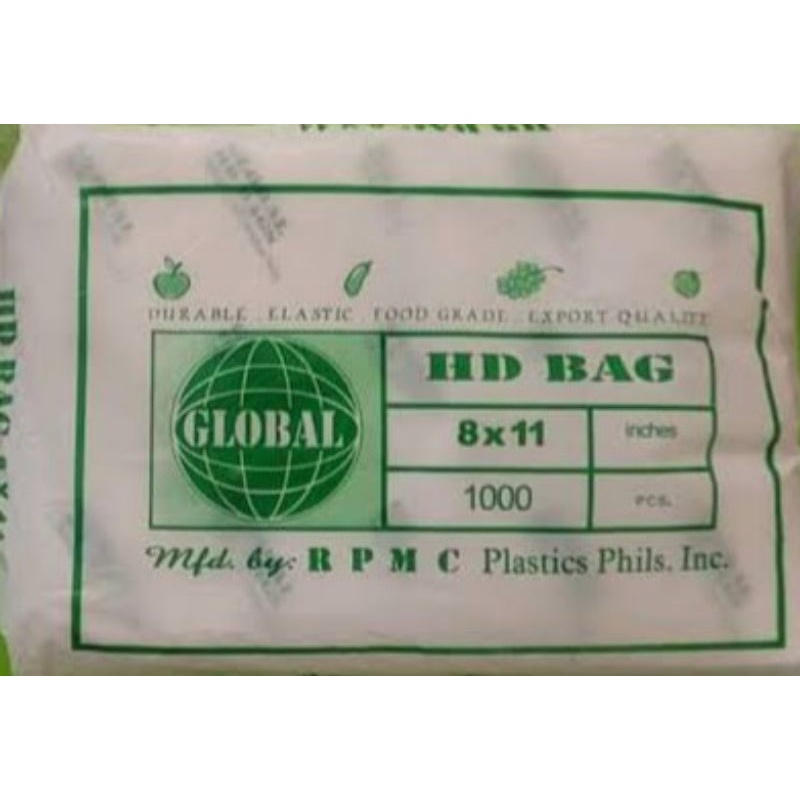 DURABLE . ELASTIC FOOD GRADE . EXPORT QUALITY
GLOBAL
HD BAG
8x11 inches
1000 PCS.
Mfd. by: R P M C Plastics Phils. Inc.